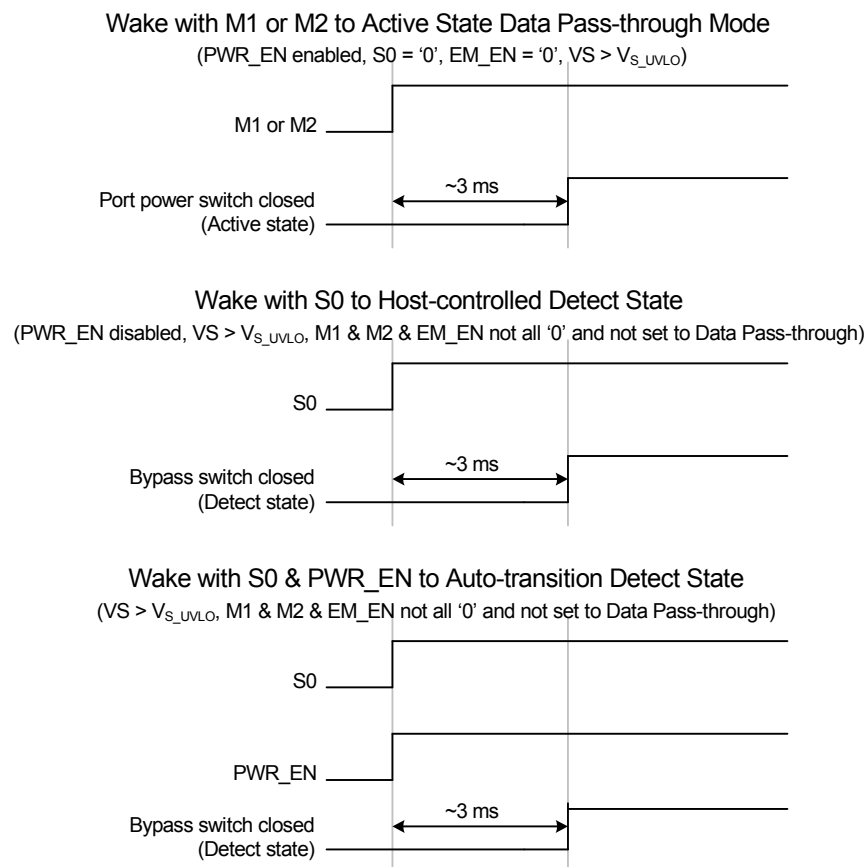 Wake with M1 or M2 to Active State Data Pass-through Mode
(PWR_EN enabled, S0 = ‘0’, EM_EN = ‘0’, VS > VS_UVLO)
M1 or M2
~3 ms
Port power switch closed
(Active state)
Wake with S0 to Host-controlled Detect State
(PWR_EN disabled, VS > VS_UVLO, M1 & M2 & EM_EN not all ‘0’ and not set to Data Pass-through)
S0
~3 ms
Bypass switch closed
(Detect state)
Wake with S0 & PWR_EN to Auto-transition Detect State
(VS > VS_UVLO, M1 & M2 & EM_EN not all ‘0’ and not set to Data Pass-through)
S0
PWR_EN
~3 ms
Bypass switch closed
(Detect state)